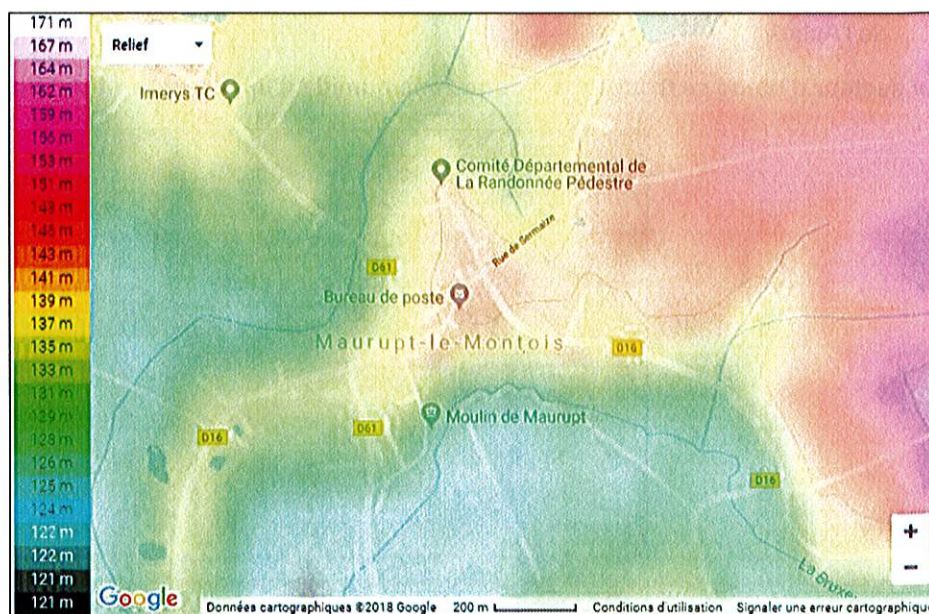 171 m
167 m
164 m
162 m
159 m
156 m
153 m
151 m
149 m
146 m
143 m
141 m
139 m
137 m
135 m
133 m
131 m
129 m
128 m
126 m
125 m
124 m
122 m
122 m
121 m
121 m
Relief
Imerys TC
Comité Départemental de
La Randonnée Pédestre
Rue de Sermaize
D61
Bureau de poste
Maurupt-le-Montois
D16
Moulin de Maurupt
D16
D61
D16
+
−
Google
Données cartographiques ©2018 Google
200 m
Conditions d'utilisation
Signaler une erreur cartographique